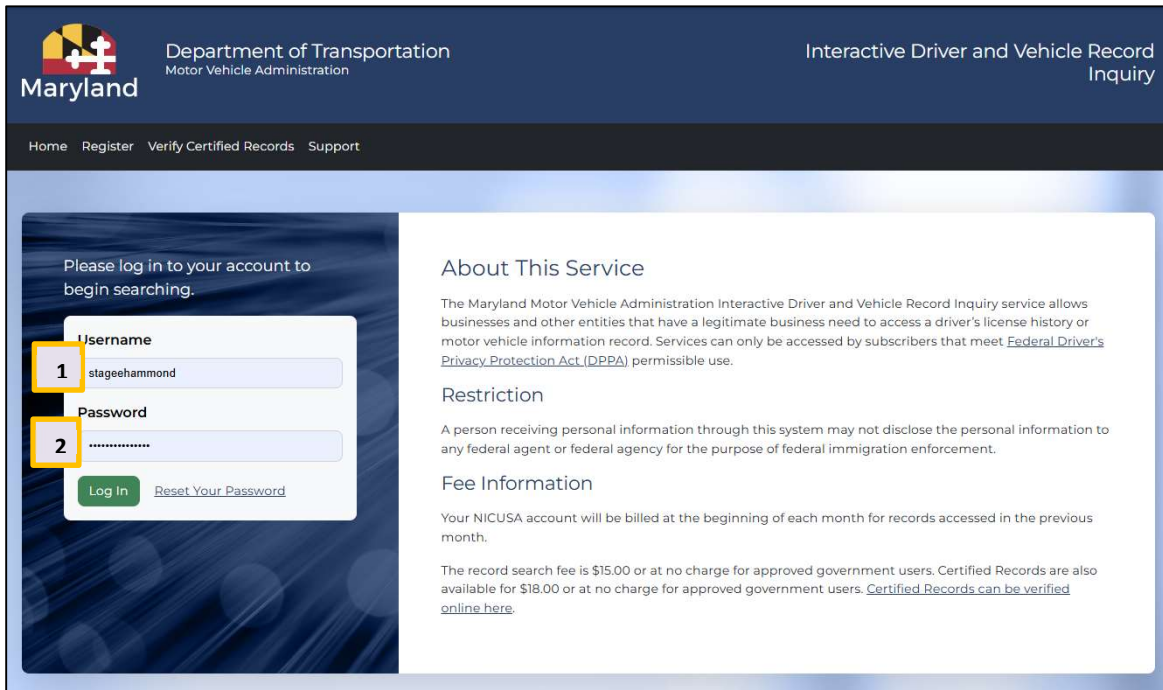 Maryland
Department of Transportation
Motor Vehicle Administration
Interactive Driver and Vehicle Record
Inquiry
Home Register Verify Certified Records Support
Please log in to your account to
begin searching.
Username
1
stageehammond
Password
2
•••••••••••••••
Log In Reset Your Password
About This Service
The Maryland Motor Vehicle Administration Interactive Driver and Vehicle Record Inquiry service allows
businesses and other entities that have a legitimate business need to access a driver's license history or
motor vehicle information record. Services can only be accessed by subscribers that meet Federal Driver's
Privacy Protection Act (DPPA) permissible use.
Restriction
A person receiving personal information through this system may not disclose the personal information to
any federal agent or federal agency for the purpose of federal immigration enforcement.
Fee Information
Your NICUSA account will be billed at the beginning of each month for records accessed in the previous
month.
The record search fee is $15.00 or at no charge for approved government users. Certified Records are also
available for $18.00 or at no charge for approved government users. Certified Records can be verified
online here.